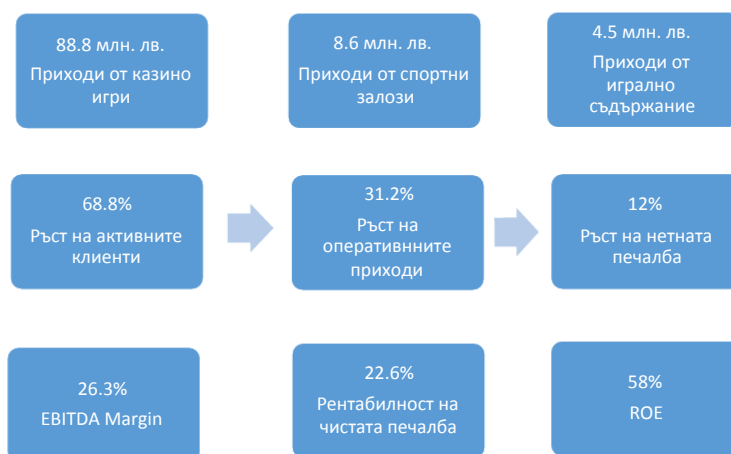 88.8 млн. лв.
Приходи от казино
игри
8.6 млн. лв.
Приходи от спортни
залози
4.5 млн. лв.
Приходи от
игрално
съдържание
68.8%
Ръст на активните
клиенти
31.2%
Ръст на
оперативнните
приходи
12%
Ръст на нетната
печалба
26.3%
EBITDA Margin
22.6%
Рентабилност на
чистата печалба
58%
ROE